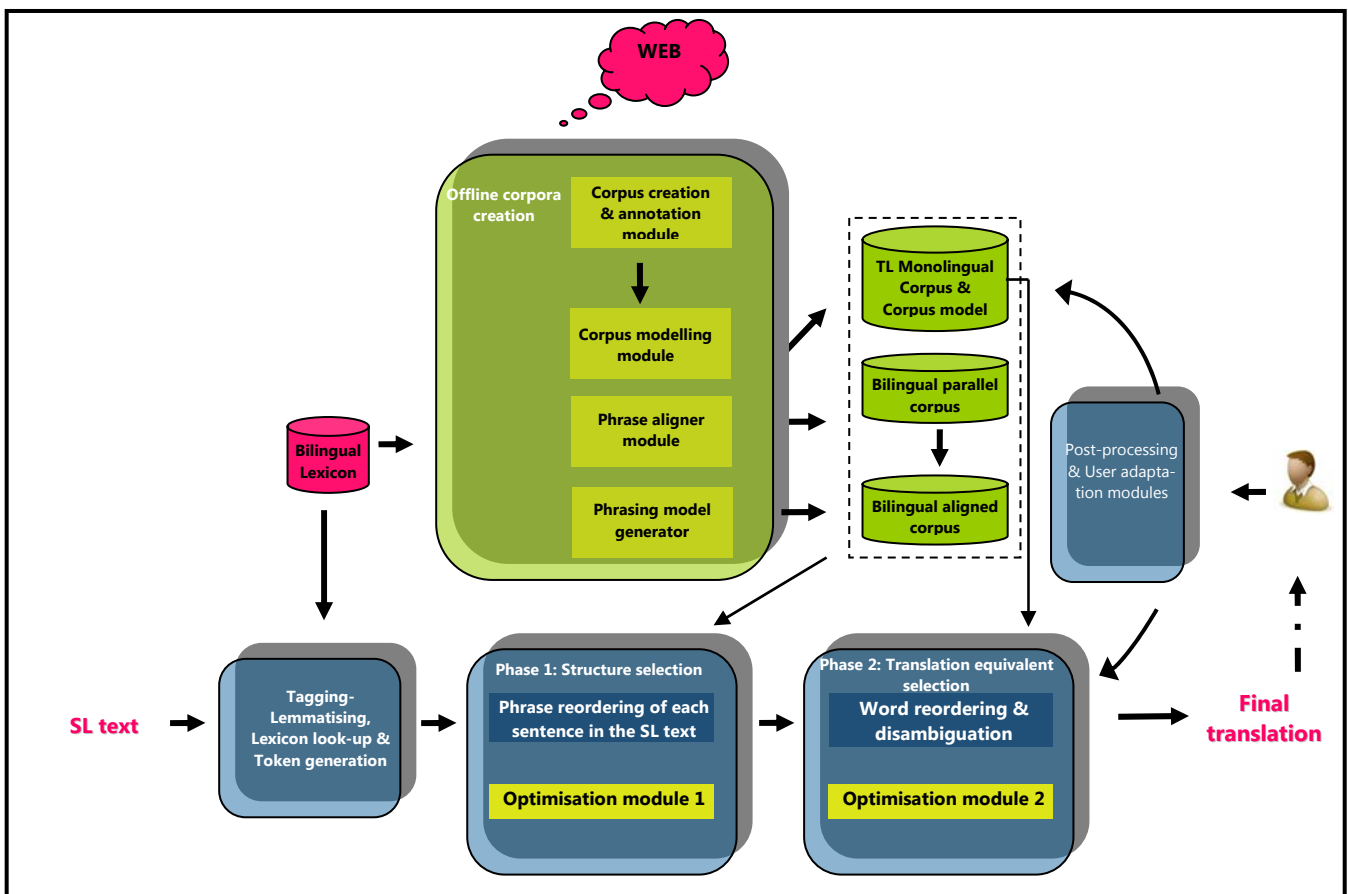 WEB
Offline corpora
creation
Corpus creation
& annotation
module
Corpus modelling
module
Phrase aligner
module
Phrasing model
generator
TL Monolingual
Corpus &
Corpus model
Bilingual parallel
corpus
Bilingual aligned
corpus
Bilingual
Lexicon
Post-processing
& User adapta-
tion modules
SL text
Tagging-
Lemmatising,
Lexicon look-up &
Token generation
Phase 1: Structure selection
Phrase reordering of each
sentence in the SL text
Optimisation module 1
Phase 2: Translation equivalent
selection
Word reordering &
disambiguation
Optimisation module 2
Final
translation